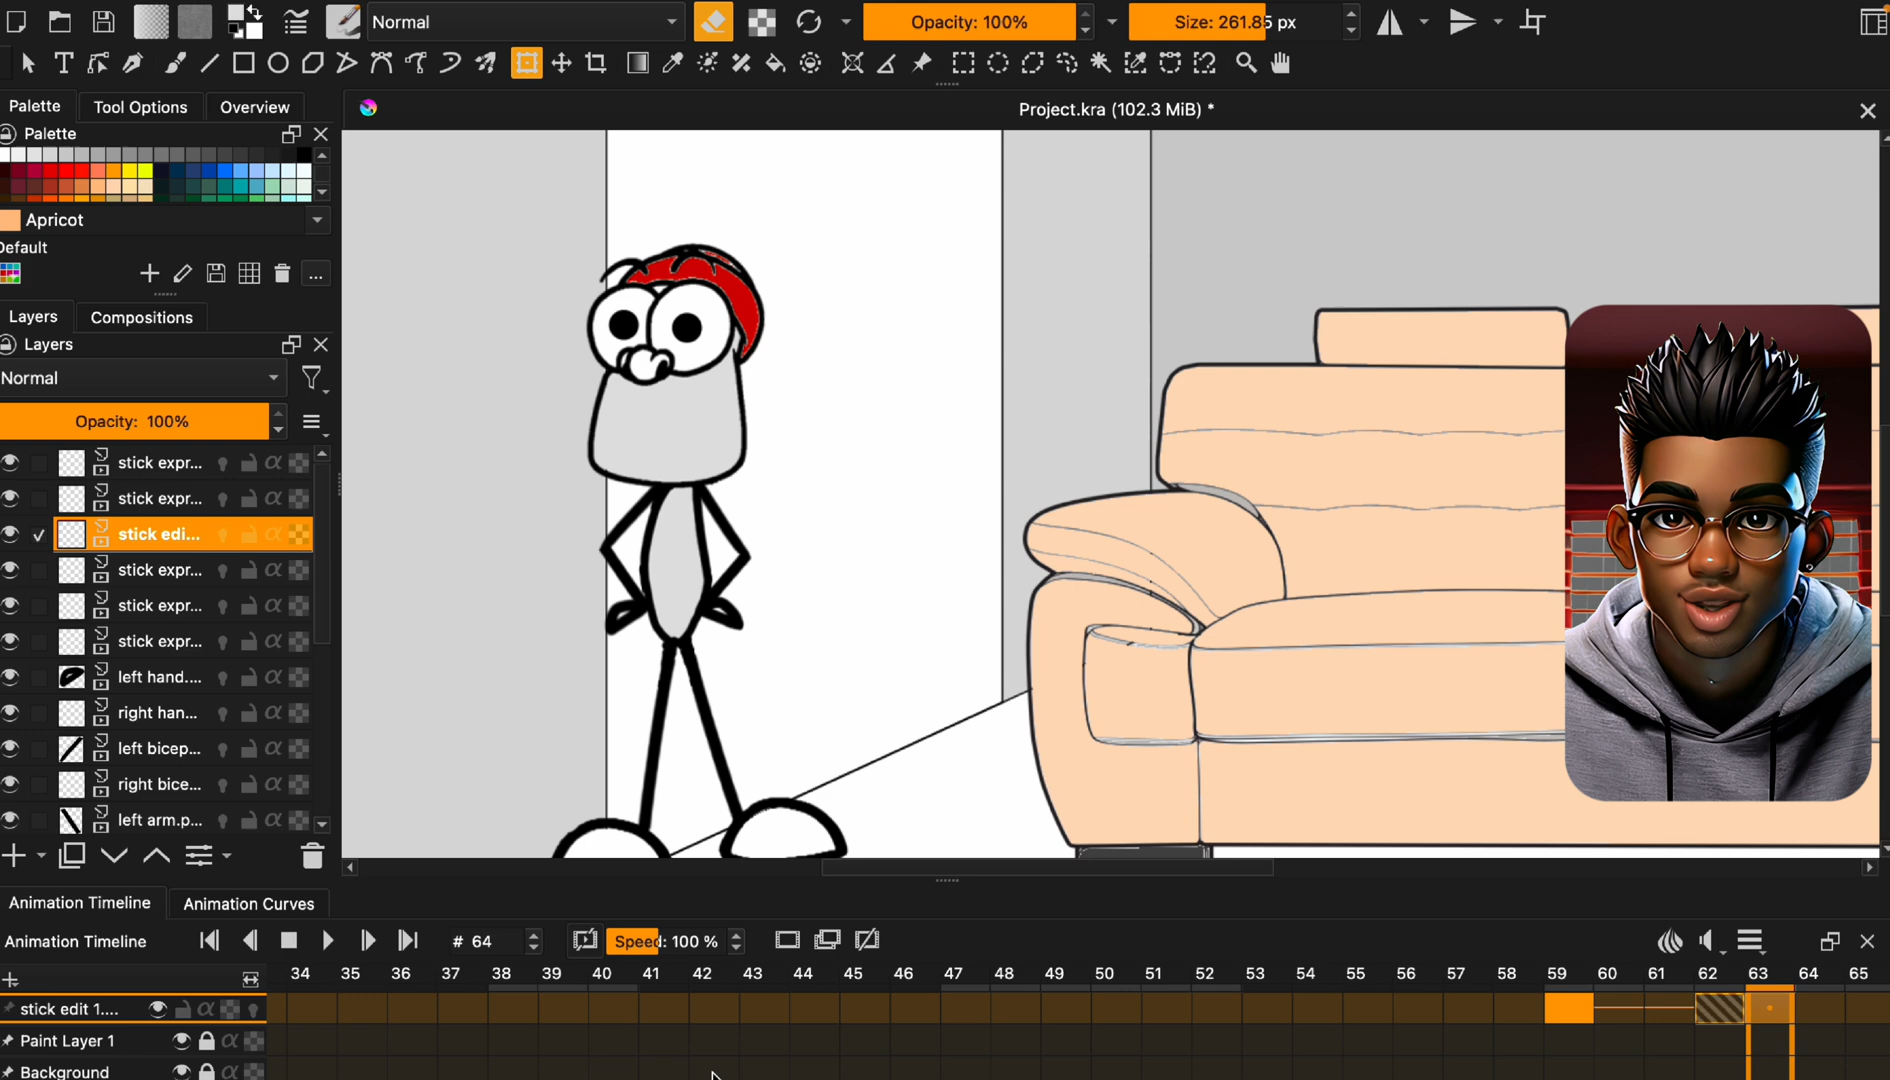 Normal
Opacity: 100%
Size: 261.85 px
Palette
Tool Options
Overview
Project.kra (102.3 MiB) *
Palette
Apricot
Default
...
Layers
Compositions
Layers
Normal
Opacity: 100%
stick expr...
stick expr...
stick edi...
stick expr...
stick expr...
stick expr...
left hand....
right han...
left bicep...
right bice...
left arm.p...
Animation Timeline
Animation Curves
Animation Timeline
# 64
Speed: 100 %
34 35 36 37 38 39 40 41 42 43 44 45 46 47 48 49 50 51 52 53 54 55 56 57 58 59 60 61 62 63 64 65
stick edit 1....
Paint Layer 1
Background